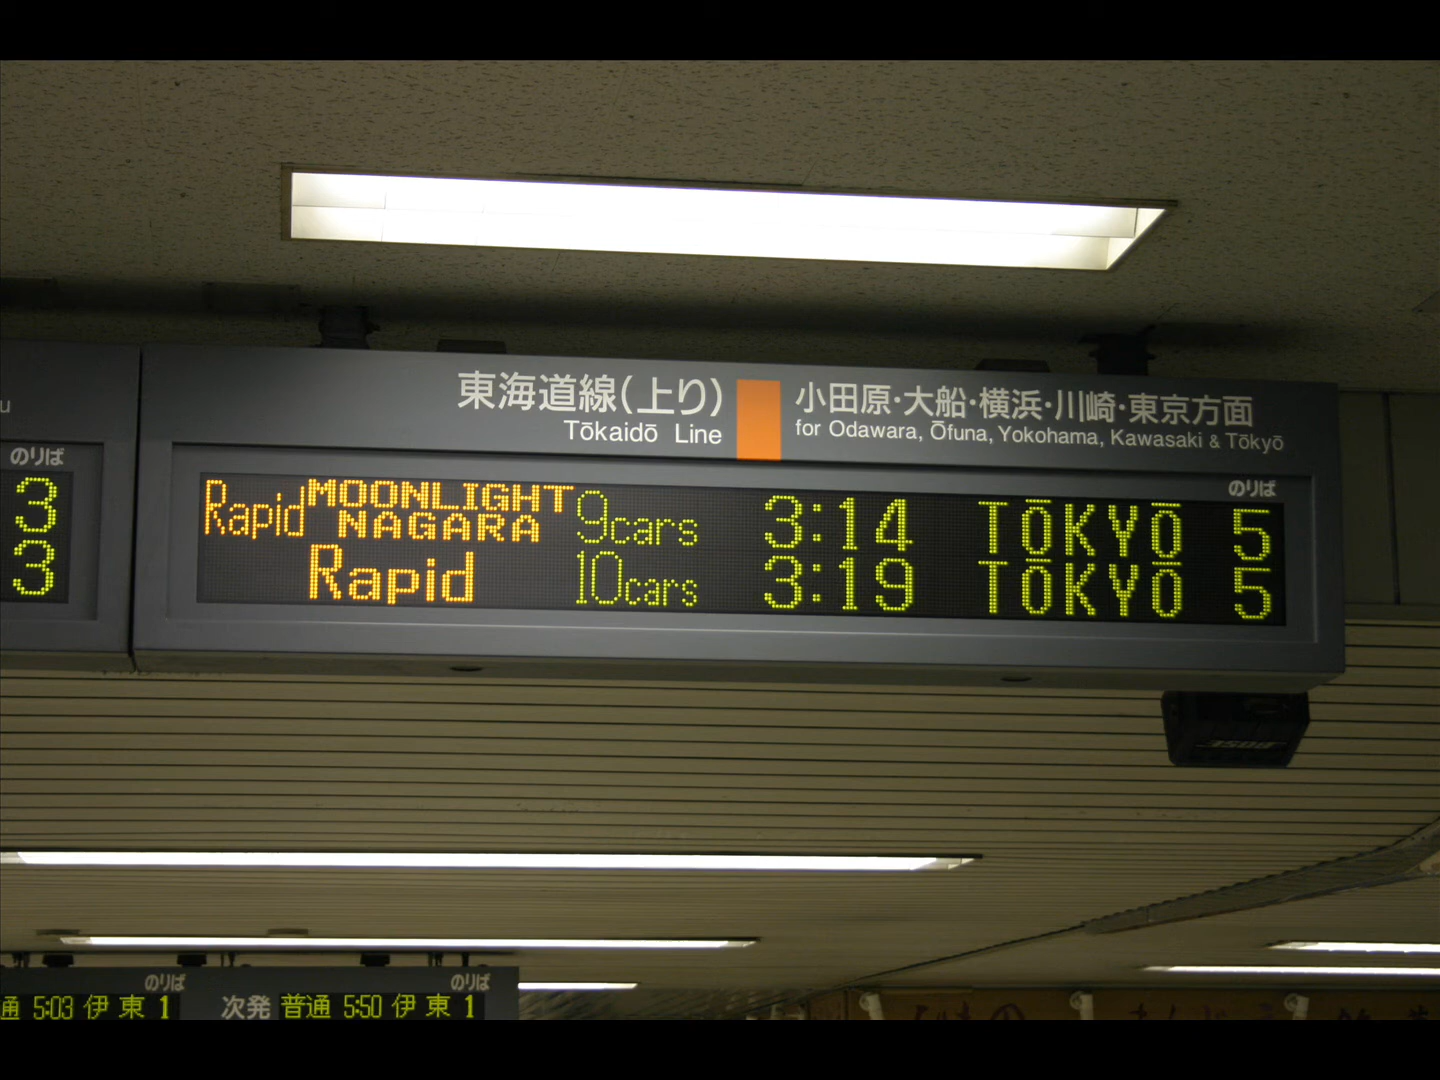 東海道線(上り) 小田原・大船・横浜・川崎・東京方面
Tōkaidō Line for Odawara, Ōfuna, Yokohama, Kawasaki & Tōkyō
u
のりば
のりば
3
3
Rapid MOONLIGHT NAGARA 9cars 3:14 TŌKYŌ 5
Rapid 10cars 3:19 TŌKYŌ 5
BOSE
のりば
のりば
通 5:03 伊東 1
次発 普通 5:50 伊東 1